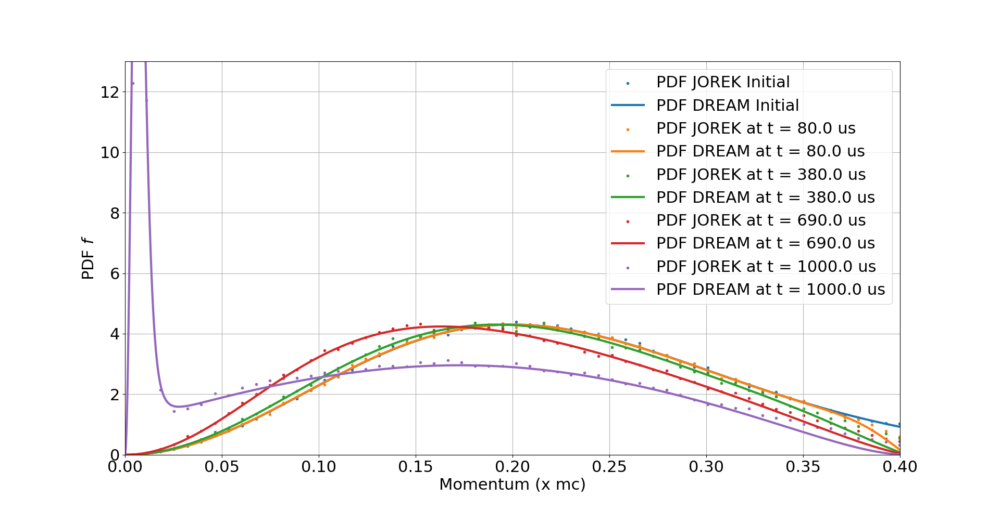 12
10
8
6
4
2
0
PDF f
0.00 0.05 0.10 0.15 0.20 0.25 0.30 0.35 0.40
Momentum (x mc)
PDF JOREK Initial
PDF DREAM Initial
PDF JOREK at t = 80.0 us
PDF DREAM at t = 80.0 us
PDF JOREK at t = 380.0 us
PDF DREAM at t = 380.0 us
PDF JOREK at t = 690.0 us
PDF DREAM at t = 690.0 us
PDF JOREK at t = 1000.0 us
PDF DREAM at t = 1000.0 us